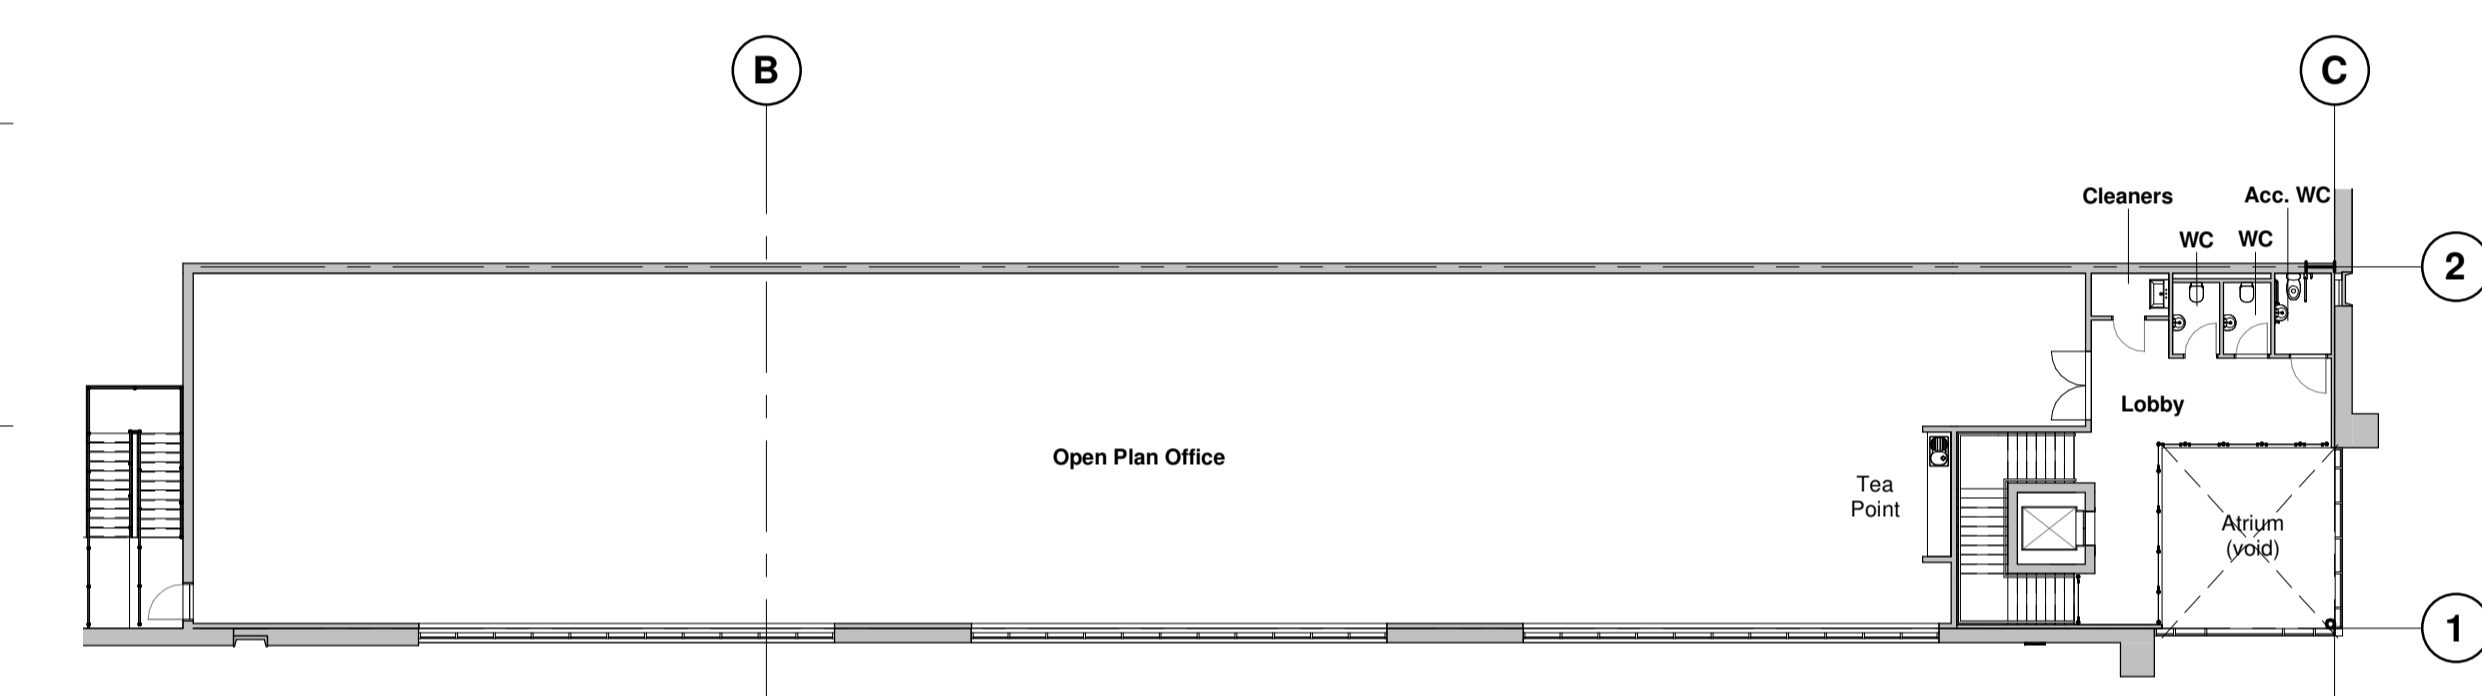 B
C
Cleaners
Acc. WC
WC
WC
2
Lobby
Open Plan Office
Tea
Point
Atrium
(void)
1